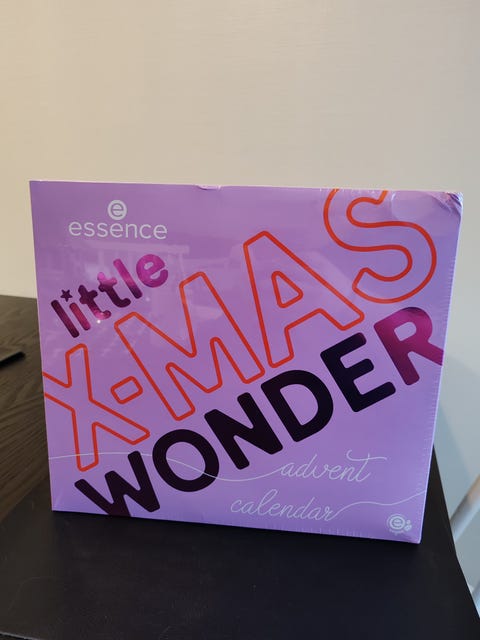 essence
little
X-MAS
WONDER
advent
calendar